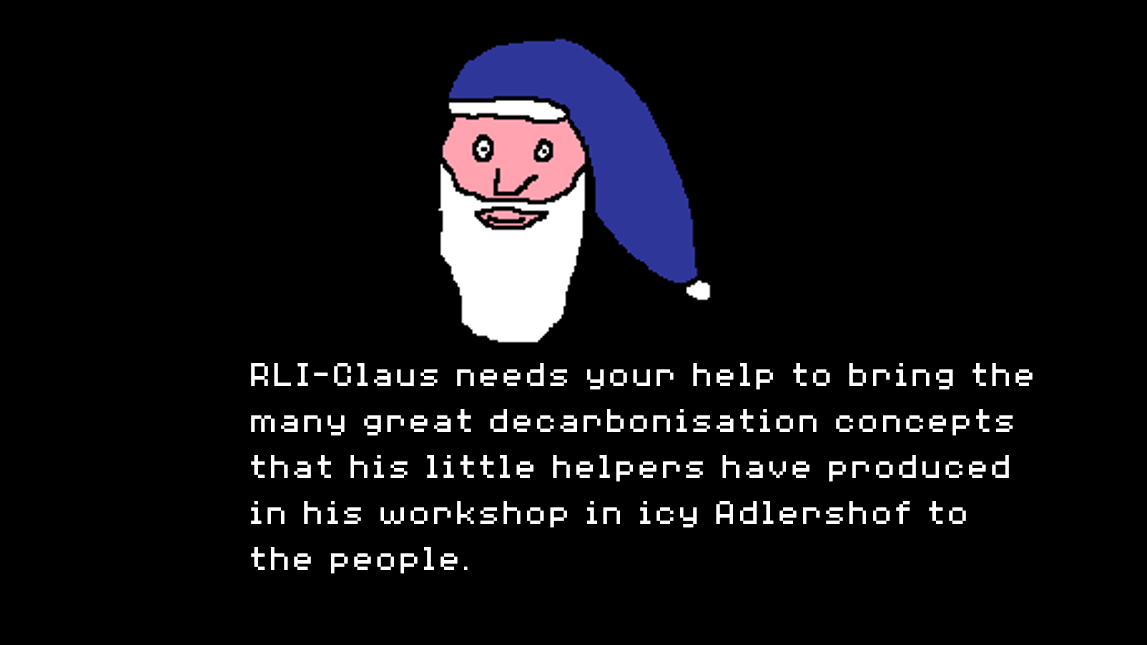 RLI-Claus needs your help to bring the
many great decarbonisation concepts
that his little helpers have produced
in his workshop in icy Adlershof to
the people.